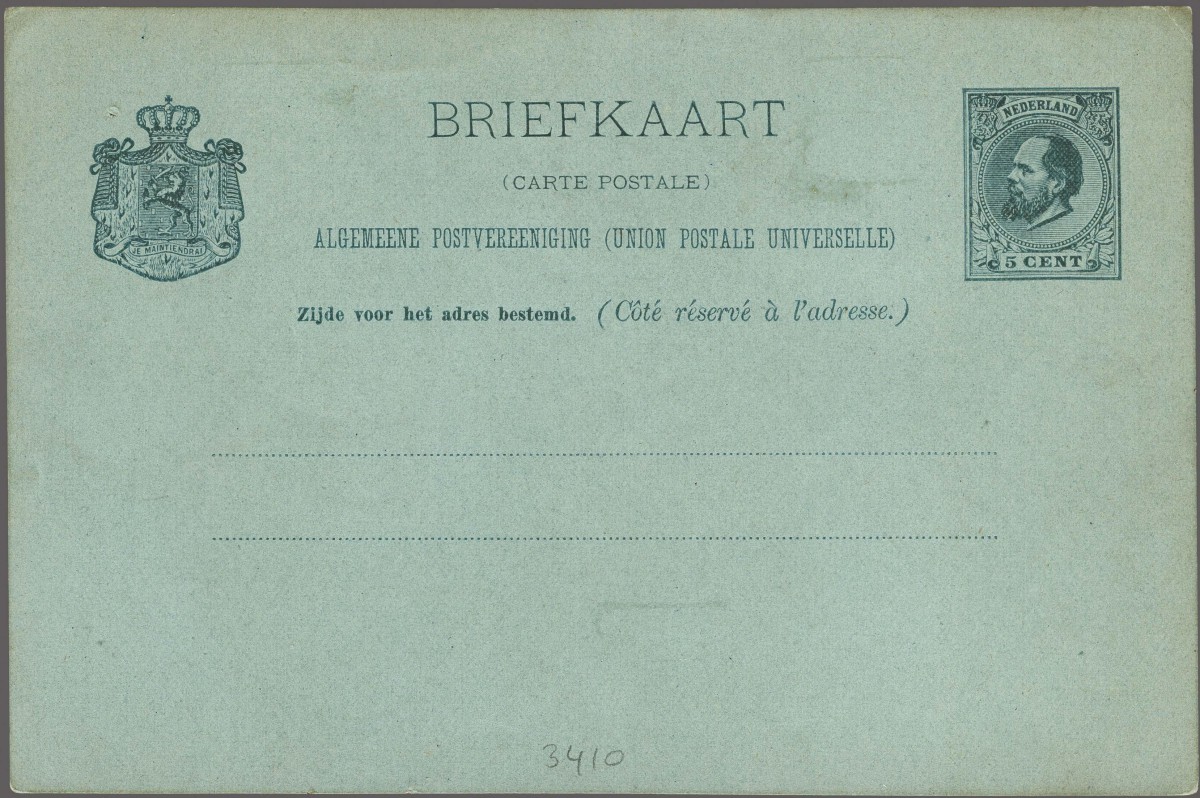 BRIEFKAART
(CARTE POSTALE)
ALGEMEENE POSTVEREENIGING (UNION POSTALE UNIVERSELLE)
Zijde voor het adres bestemd. (Côté réservé à l'adresse.)
JE MAINTIENDRAI
NEDERLAND
5 CENT
3410